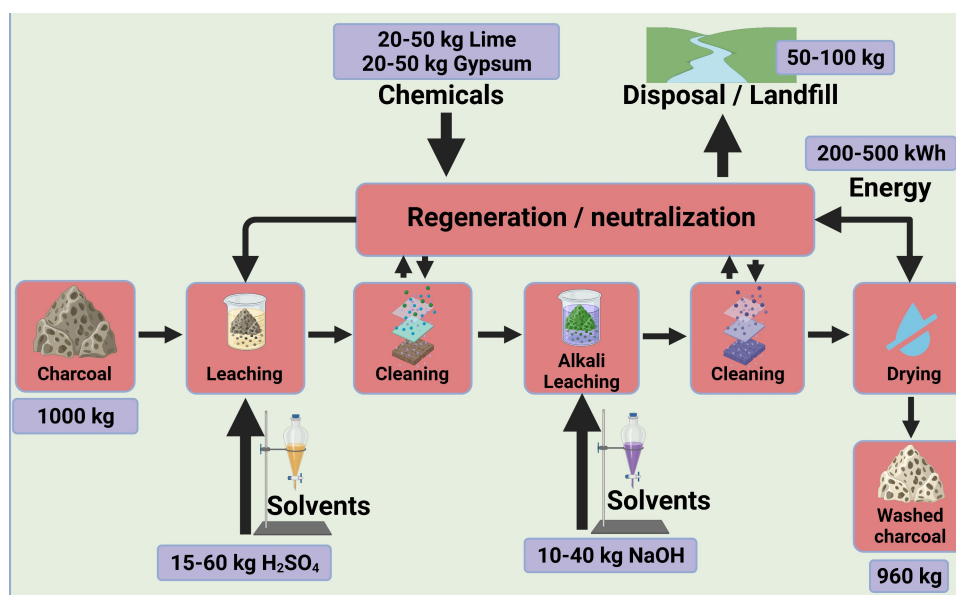 20-50 kg Lime
20-50 kg Gypsum
Chemicals
50-100 kg
Disposal / Landfill
200-500 kWh
Energy
Regeneration / neutralization
Charcoal
Leaching
Cleaning
Alkali
Leaching
Cleaning
Drying
1000 kg
Solvents
Solvents
15-60 kg H₂SO₄
10-40 kg NaOH
Washed
charcoal
960 kg